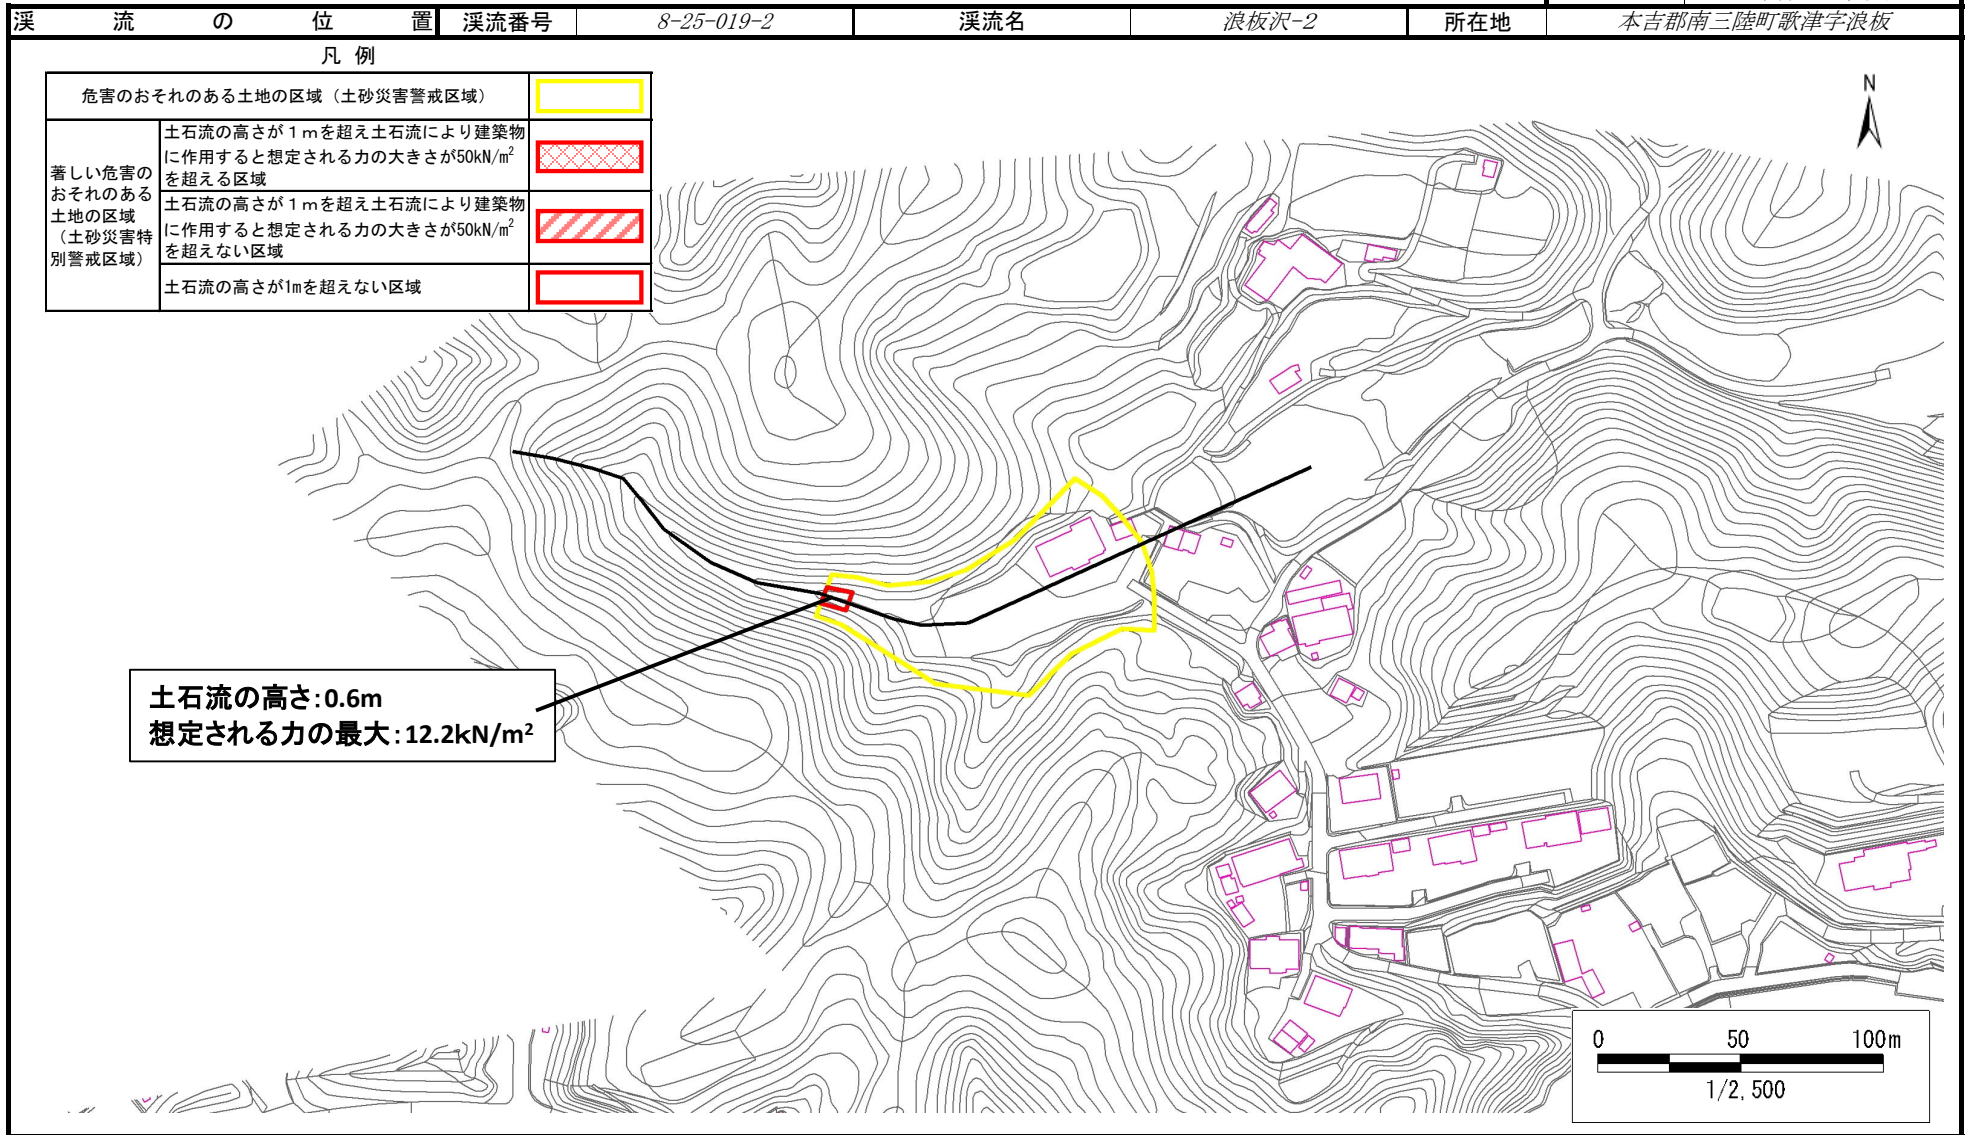 渓流の位置 渓流番号 8-25-019-2 渓流名 浪板沢-2 所在地 本吉郡南三陸町歌津字浪板
凡 例
危害のおそれのある土地の区域（土砂災害警戒区域）
著しい危害の
おそれのある
土地の区域
（土砂災害特
別警戒区域）
土石流の高さが１ｍを超え土石流により建築物
に作用すると想定される力の大きさが50kN/m²
を超える区域
土石流の高さが１ｍを超え土石流により建築物
に作用すると想定される力の大きさが50kN/m²
を超えない区域
土石流の高さが1mを超えない区域
N
土石流の高さ：0.6m
想定される力の最大：12.2kN/m²
0 50 100m
1/2,500